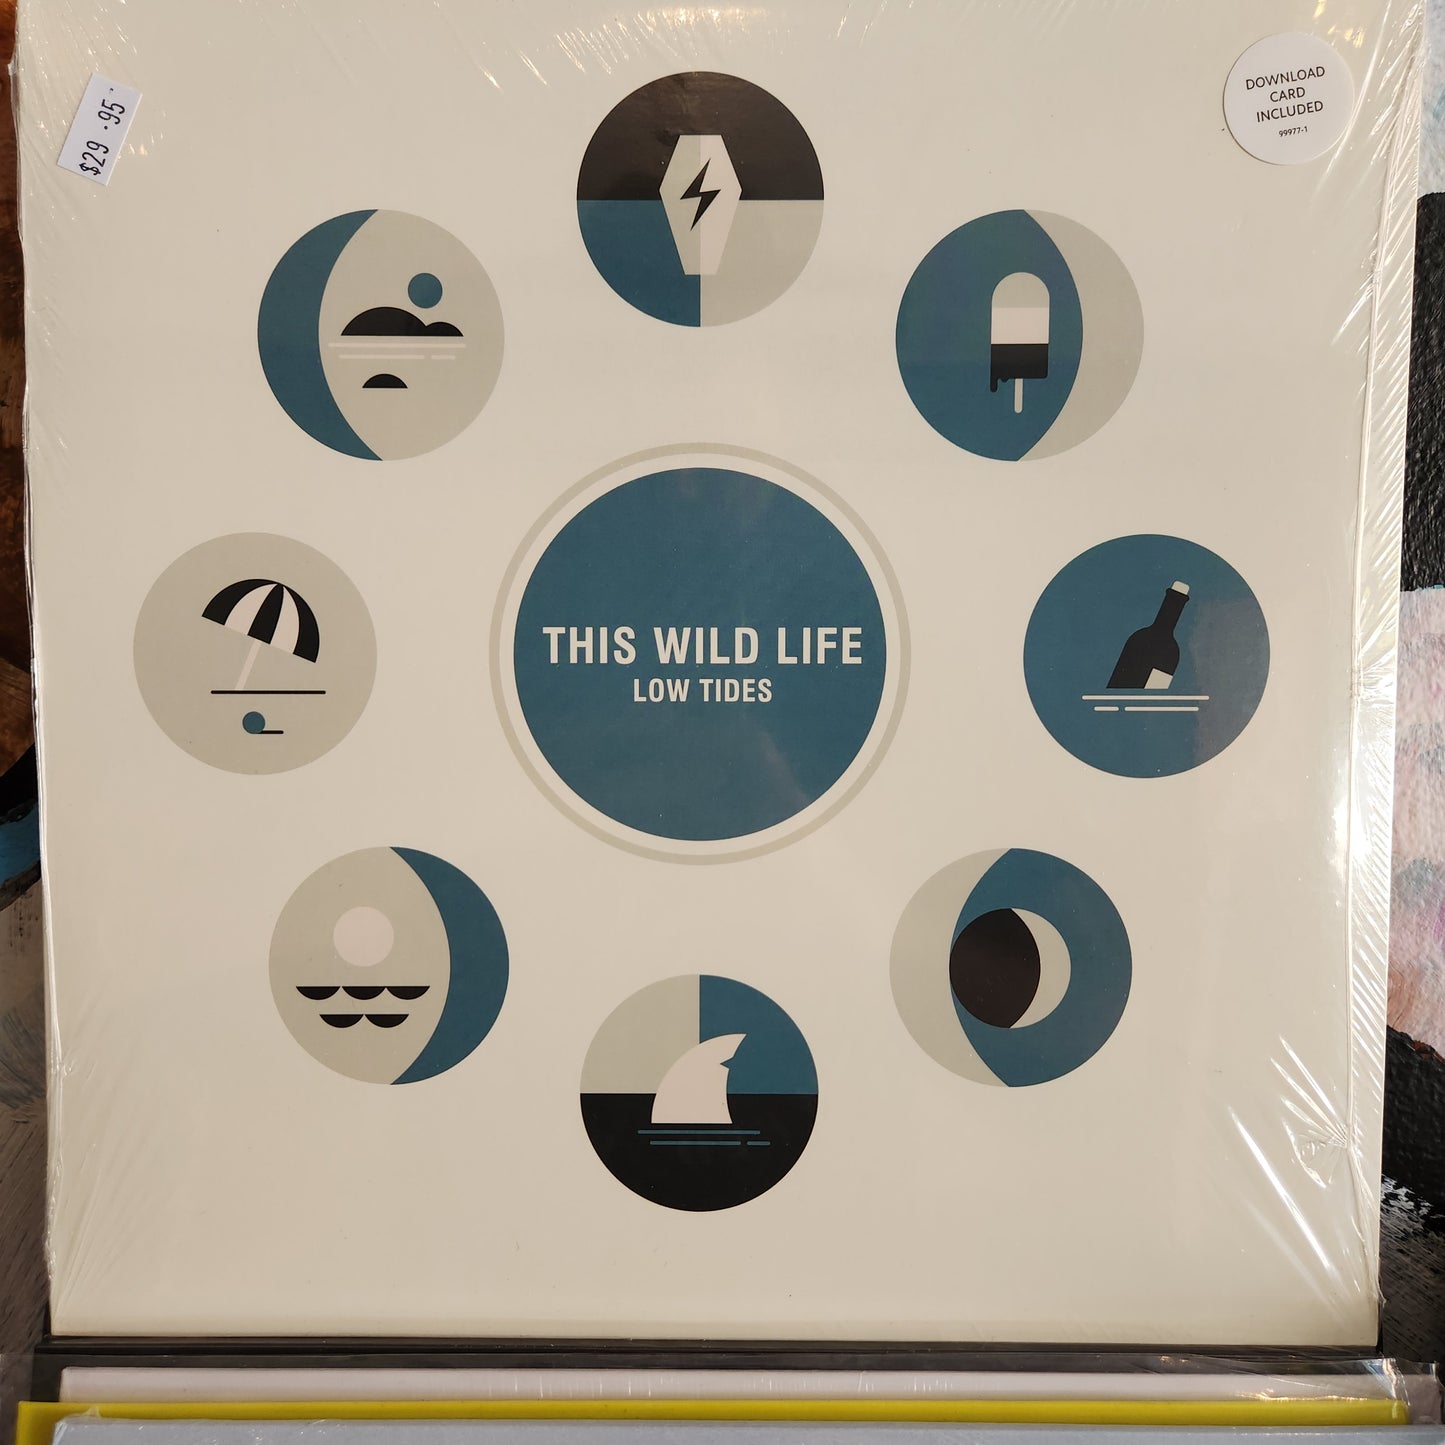 $29.95
DOWNLOAD
CARD
INCLUDED
99977-1
THIS WILD LIFE
LOW TIDES